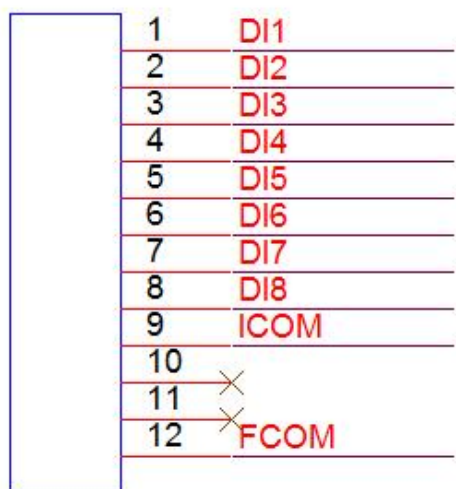 1 DI1
2 DI2
3 DI3
4 DI4
5 DI5
6 DI6
7 DI7
8 DI8
9 ICOM
10
11
12 FCOM